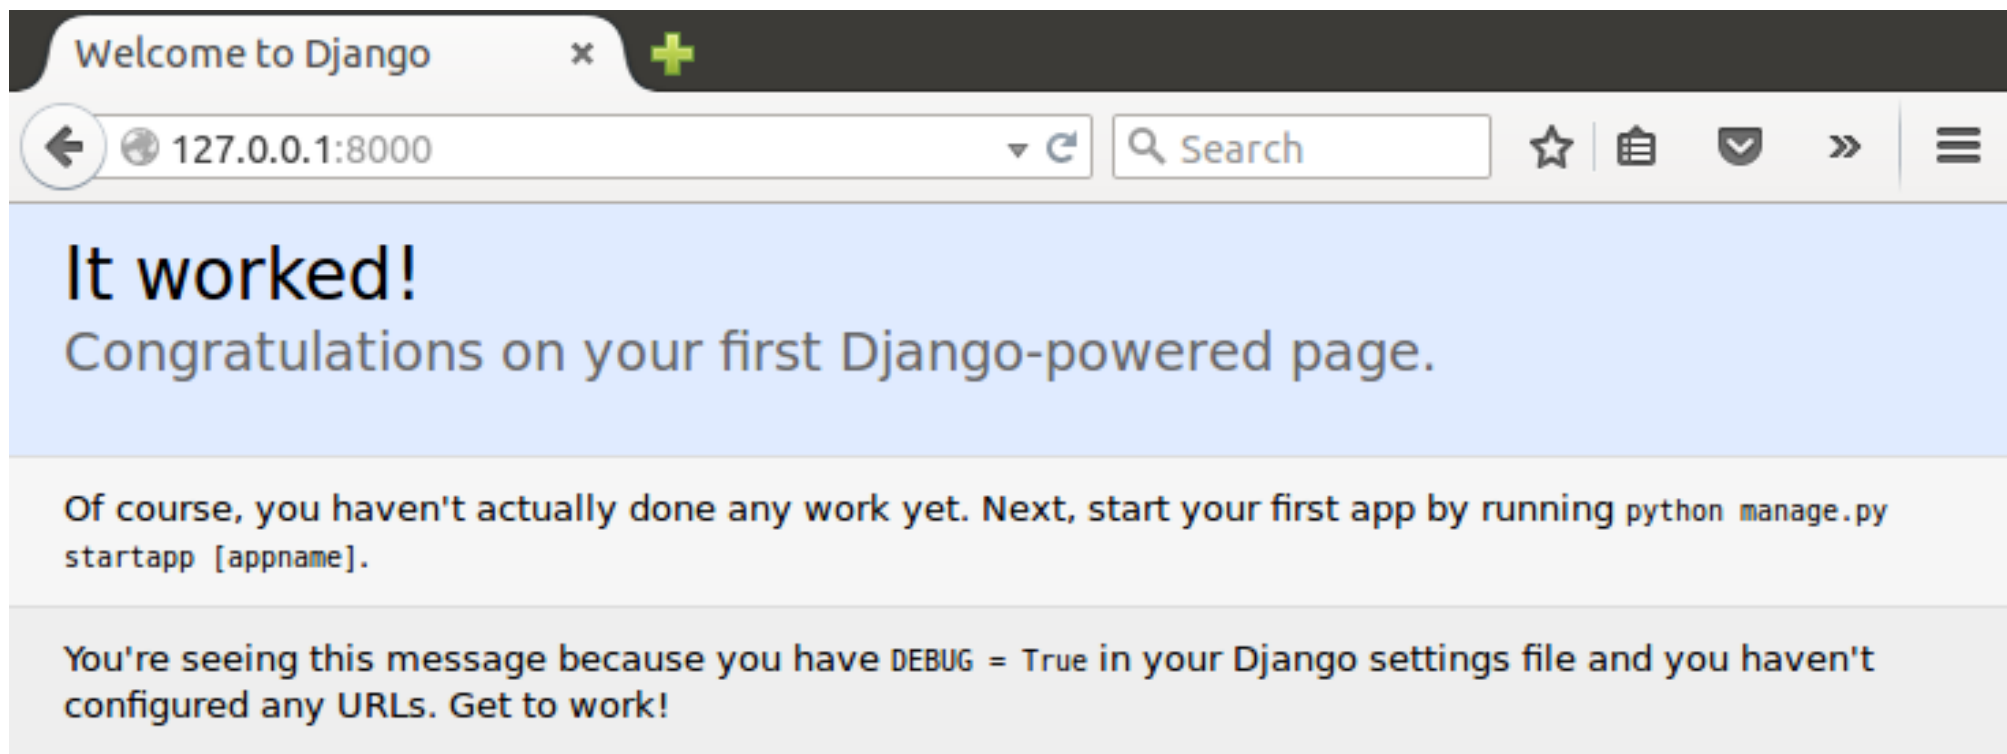 Welcome to Django
127.0.0.1:8000
Search
It worked!
Congratulations on your first Django-powered page.
Of course, you haven't actually done any work yet. Next, start your first app by running python manage.py
startapp [appname].
You're seeing this message because you have DEBUG = True in your Django settings file and you haven't
configured any URLs. Get to work!